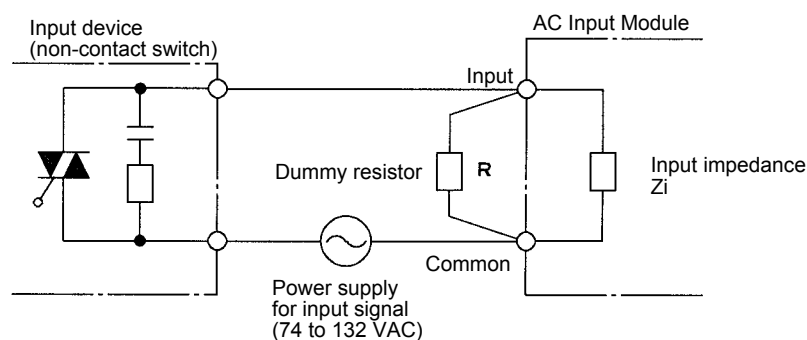 Input device
(non-contact switch)
AC Input Module
Input
Dummy resistor
R
Input impedance
Zi
Common
Power supply
for input signal
(74 to 132 VAC)